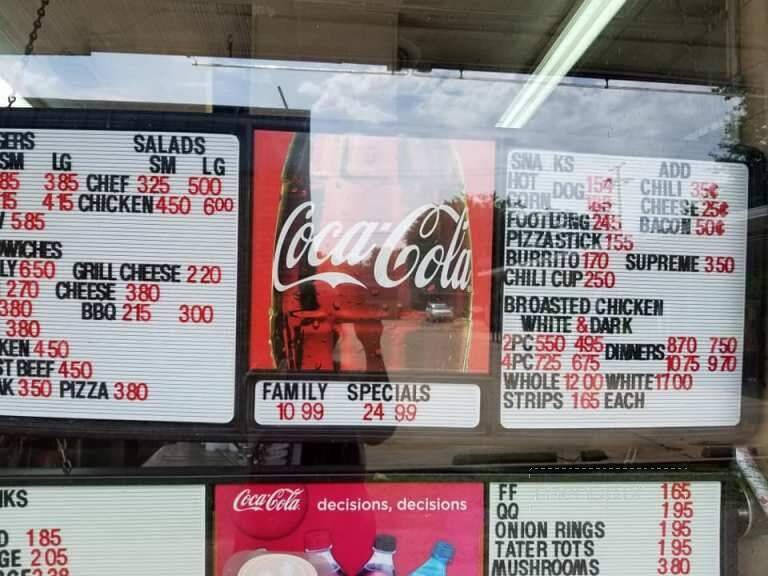 SALADS
SM LG SM LG
85 385 CHEF 325 500
15 415 CHICKEN 450 600
585
650 GRILL CHEESE 220
270 CHEESE 380
380 BBQ 215 300
380
450
ST BEEF 450
350 PIZZA 380
Coca-Cola
FAMILY SPECIALS
10 99 24 99
SNA KS ADD
HOT DOG 154 CHILI 35¢
CORN CHEESE 25¢
FOOTLONG 245 BACON 50¢
PIZZA STICK 155
BURRITO 170 SUPREME 350
CHILI CUP 250
BROASTED CHICKEN
WHITE & DARK
2PC 550 495 DINNERS 870 750
4PC 725 675 1075 970
WHOLE 12 00 WHITE 17 00
STRIPS 165 EACH
NKS
185
GE 205
Coca-Cola decisions, decisions
FF 165
QQ 195
ONION RINGS 195
TATER TOTS 195
MUSHROOMS 380